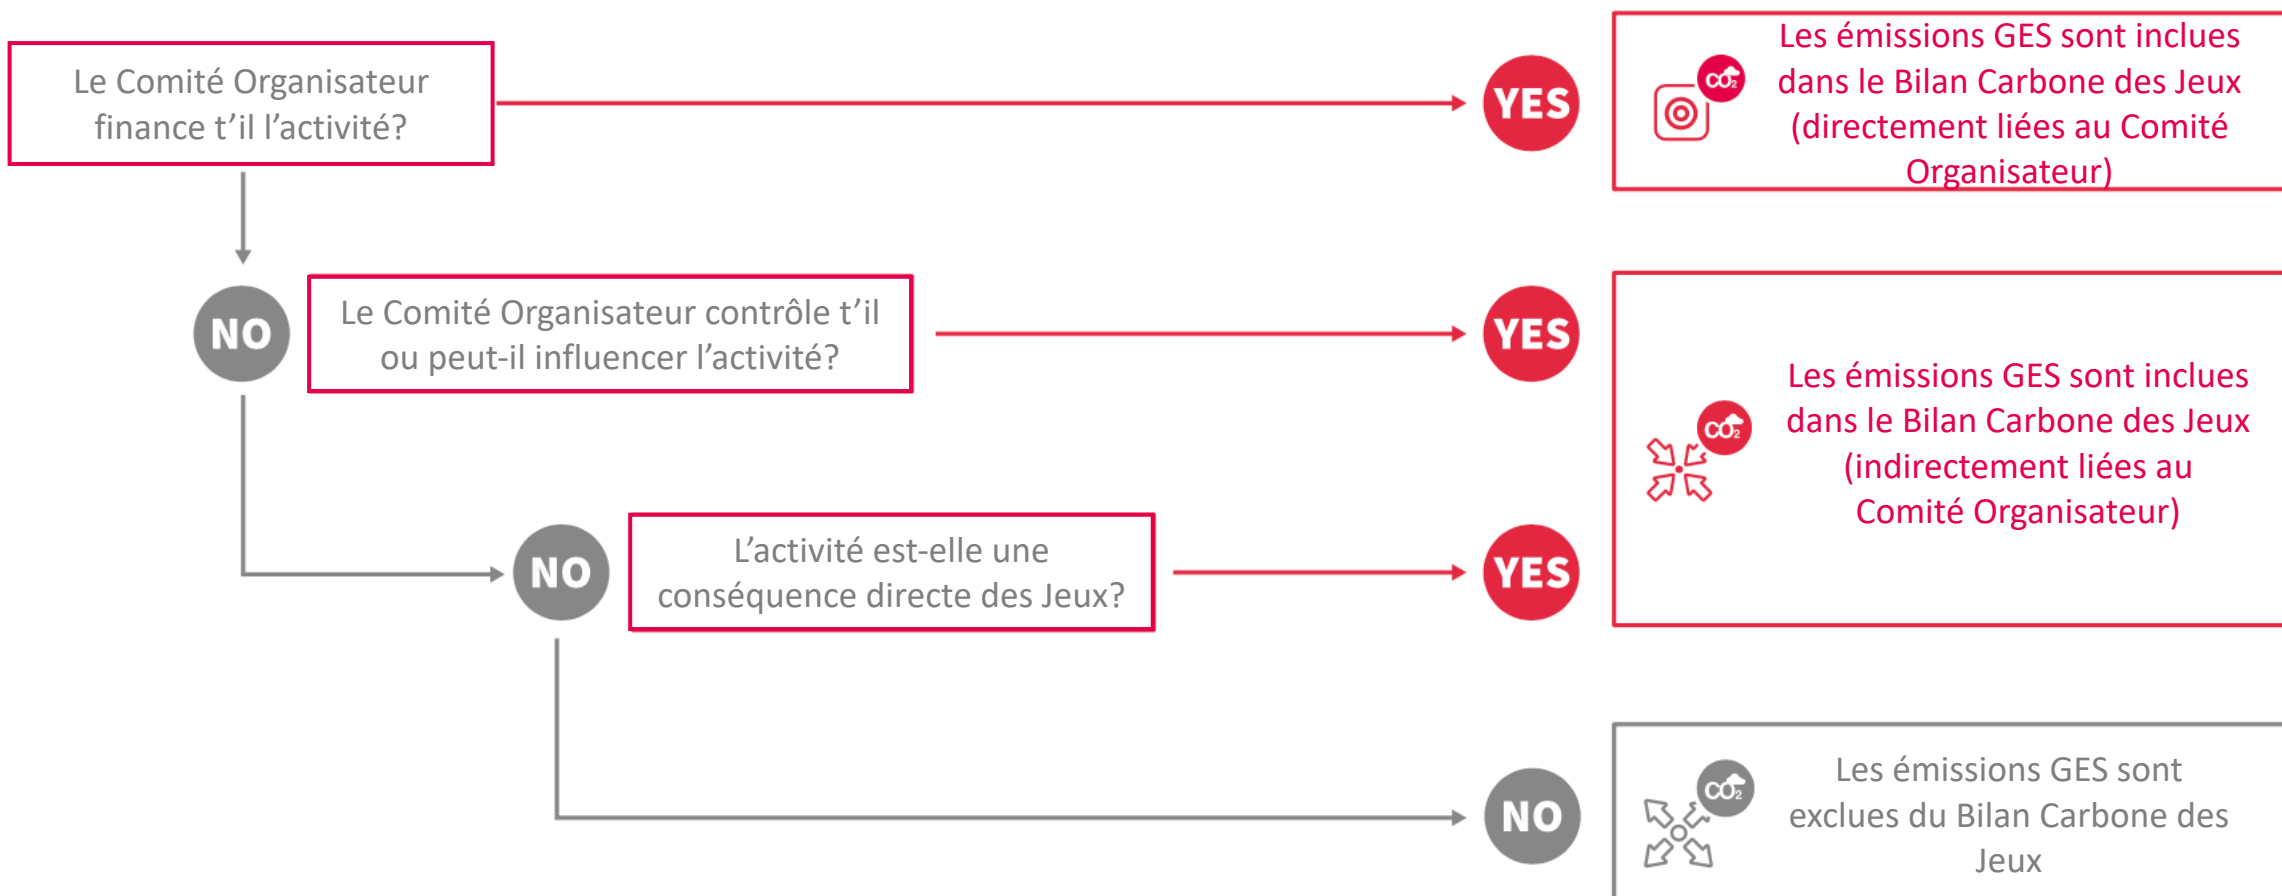 Le Comité Organisateur
finance t’il l’activité?
YES
CO2
Les émissions GES sont inclues
dans le Bilan Carbone des Jeux
(directement liées au Comité
Organisateur)
NO
Le Comité Organisateur contrôle t’il
ou peut-il influencer l’activité?
YES
CO2
Les émissions GES sont inclues
dans le Bilan Carbone des Jeux
(indirectement liées au
Comité Organisateur)
NO
L’activité est-elle une
conséquence directe des Jeux?
YES
NO
CO2
Les émissions GES sont
exclues du Bilan Carbone des
Jeux